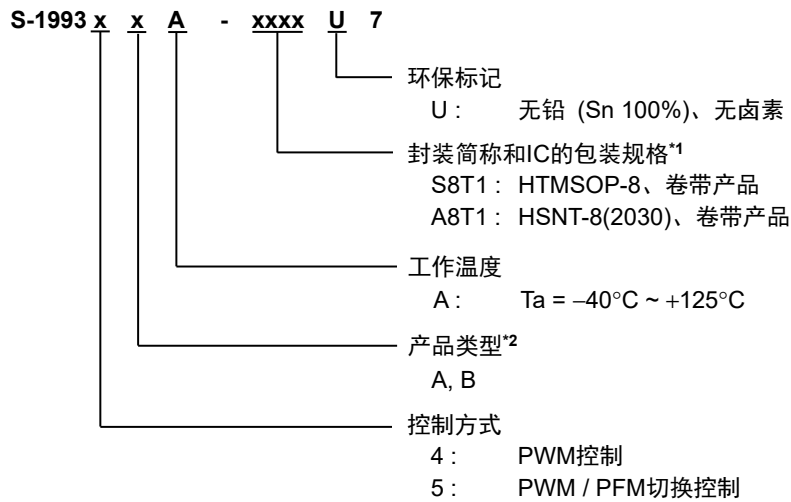 S-1993 x x A - xxxx U 7
环保标记
U : 无铅 (Sn 100%)、无卤素
封装简称和IC的包装规格*1
S8T1 : HTMSOP-8、卷带产品
A8T1 : HSNT-8(2030)、卷带产品
工作温度
A : Ta = −40°C ~ +125°C
产品类型*2
A, B
控制方式
4 : PWM控制
5 : PWM / PFM切换控制